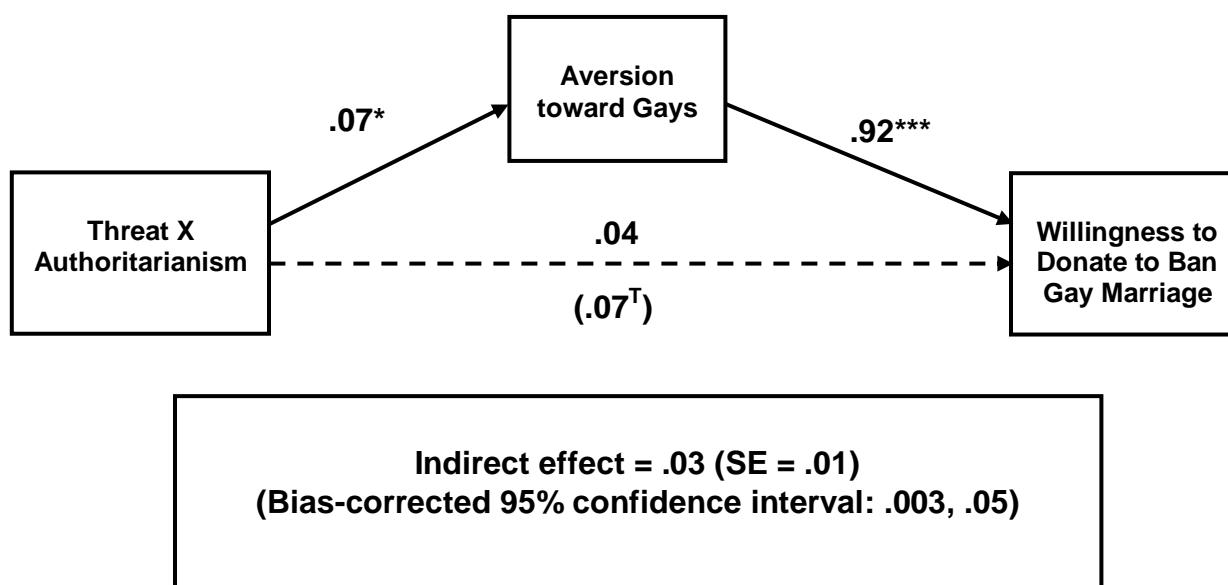 Aversion
toward Gays
.07*
.92***
Threat X
Authoritarianism
.04
(.07ᵀ)
Willingness to
Donate to Ban
Gay Marriage
Indirect effect = .03 (SE = .01)
(Bias-corrected 95% confidence interval: .003, .05)